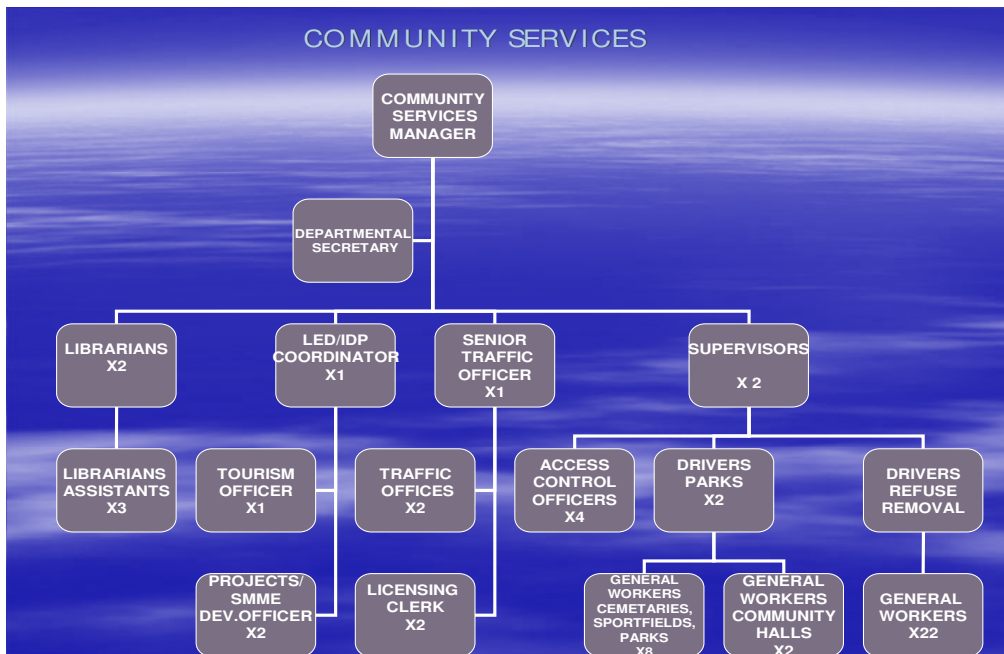 COMMUNITY SERVICES
COMMUNITY
SERVICES
MANAGER
DEPARTMENTAL
SECRETARY
LIBRARIANS
X2
LED/IDP
COORDINATOR
X1
SENIOR
TRAFFIC
OFFICER
X1
SUPERVISORS
X 2
LIBRARIANS
ASSISTANTS
X3
TOURISM
OFFICER
X1
TRAFFIC
OFFICES
X2
ACCESS
CONTROL
OFFICERS
X4
DRIVERS
PARKS
X2
DRIVERS
REFUSE
REMOVAL
PROJECTS/
SMME
DEV.OFFICER
X2
LICENSING
CLERK
X2
GENERAL
WORKERS
CEMETARIES,
SPORTFIELDS,
PARKS
X8
GENERAL
WORKERS
COMMUNITY
HALLS
X2
GENERAL
WORKERS
X22